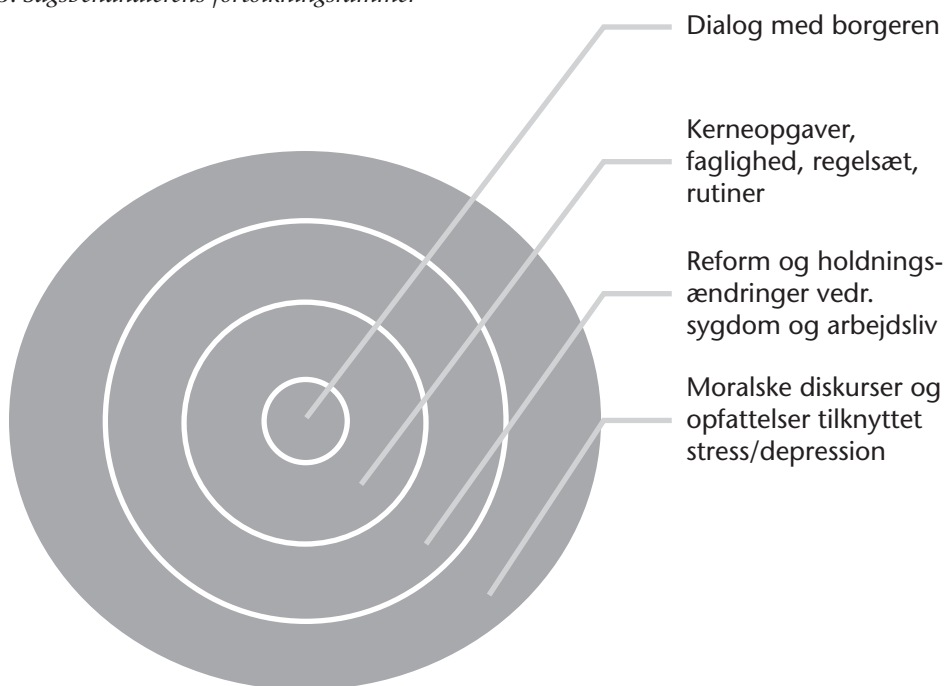 3. Sagsbehandlerens fortolkningsrammer
Dialog med borgeren
Kerneopgaver,
faglighed, regelsæt,
rutiner
Reform og holdnings-
ændringer vedr.
sygdom og arbejdsliv
Moralske diskurser og
opfattelser tilknyttet
stress/depression